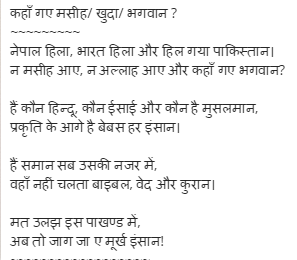 कहाँ गए मसीह/ खुदा/ भगवान ?
~~~~~~~~~
नेपाल हिला, भारत हिला और हिल गया पाकिस्तान।
न मसीह आए, न अल्लाह आए और कहाँ गए भगवान?
हैं कौन हिन्दू, कौन ईसाई और कौन है मुसलमान,
प्रकृति के आगे है बेबस हर इंसान।
हैं समान सब उसकी नजर में,
वहाँ नहीं चलता बाइबल, वेद और कुरान।
मत उलझ इस पाखण्ड में,
अब तो जाग जा ए मूर्ख इंसान!
~~~~~~~~~~~~~~~~~~